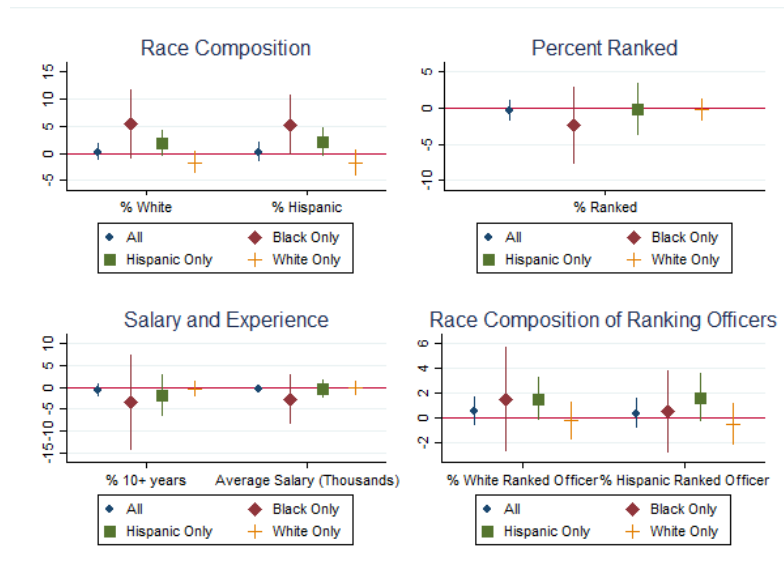 Race Composition
15
10
5
0
-5
% White % Hispanic
All Black Only
Hispanic Only White Only
Percent Ranked
5
0
-5
-10
% Ranked
All Black Only
Hispanic Only White Only
Salary and Experience
10
5
0
-5
-10
-15
% 10+ years Average Salary (Thousands)
All Black Only
Hispanic Only White Only
Race Composition of Ranking Officers
6
4
2
0
-2
% White Ranked Officer % Hispanic Ranked Officer
All Black Only
Hispanic Only White Only